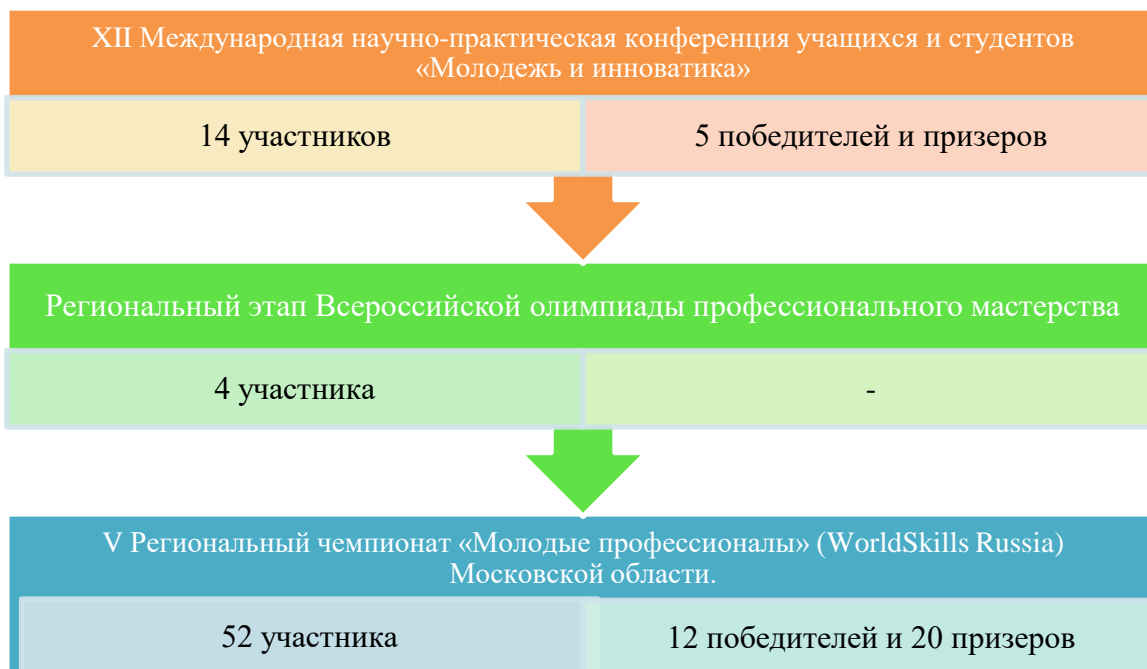 XII Международная научно-практическая конференция учащихся и студентов
«Молодежь и инноватика»
14 участников
5 победителей и призеров
Региональный этап Всероссийской олимпиады профессионального мастерства
4 участника
-
V Региональный чемпионат «Молодые профессионалы» (WorldSkills Russia)
Московской области.
52 участника
12 победителей и 20 призеров